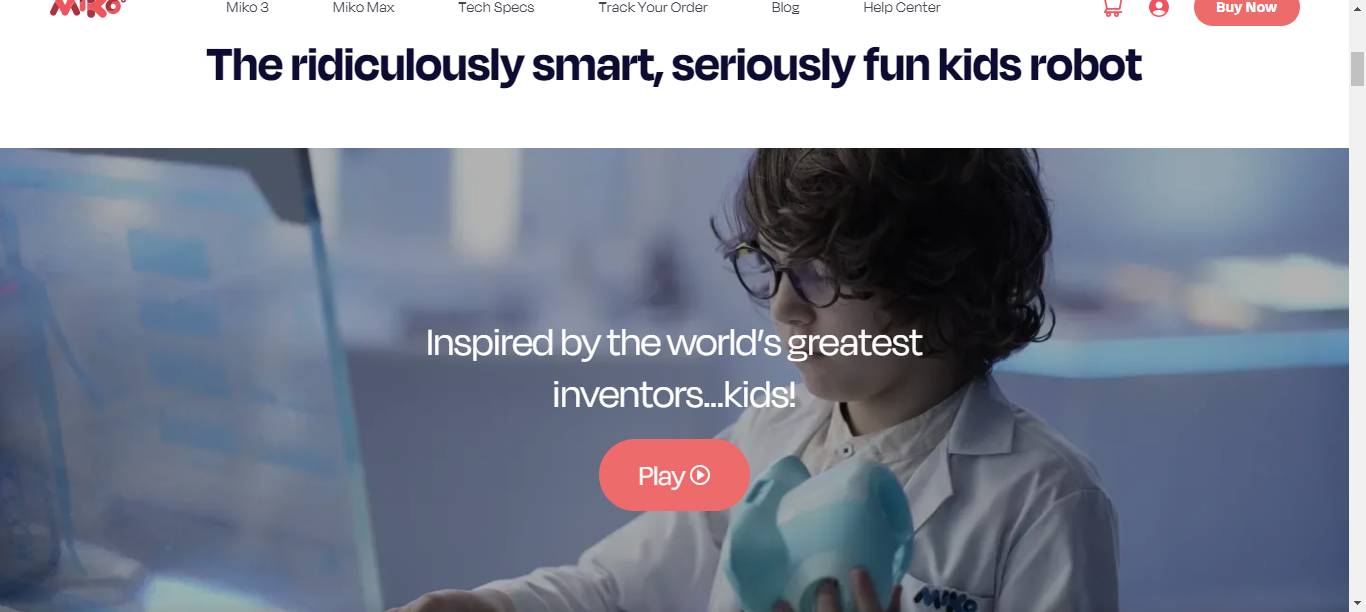 Miko
Miko 3
Miko Max
Tech Specs
Track Your Order
Blog
Help Center
Buy Now
The ridiculously smart, seriously fun kids robot
Inspired by the world's greatest
inventors...kids!
Play
MIKO